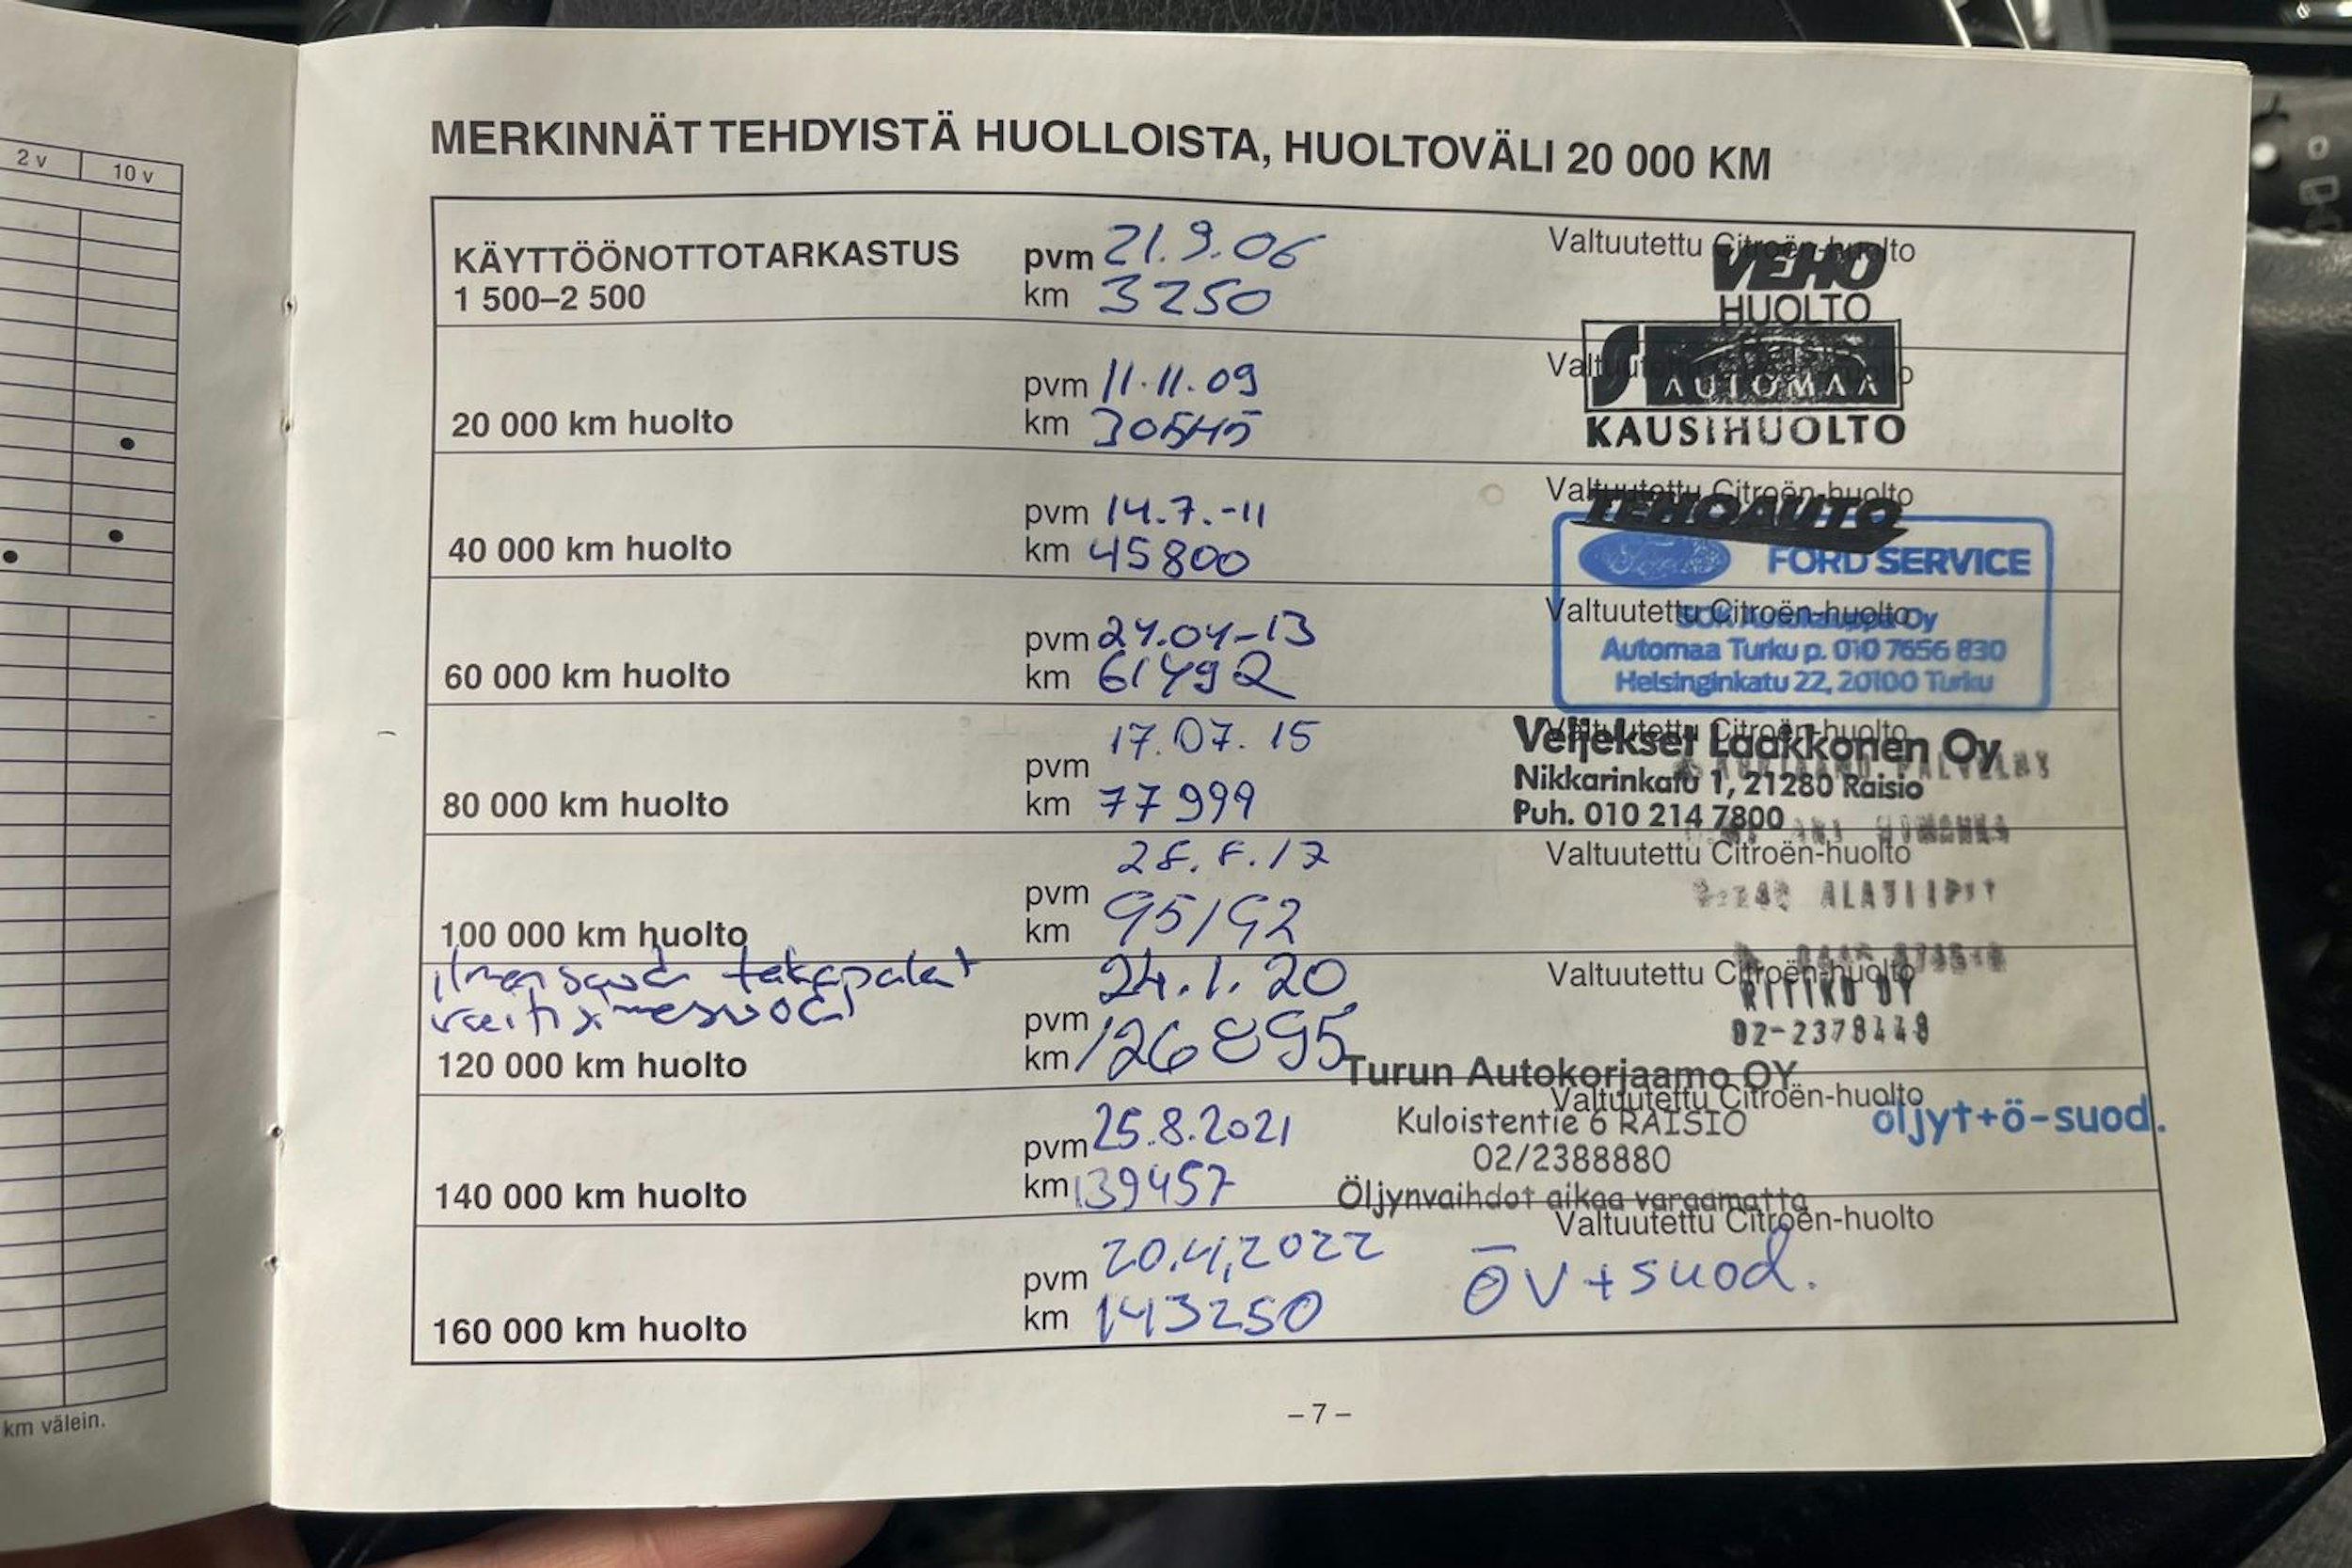 2 v 10 v
km välein.
MERKINNÄT TEHDYISTÄ HUOLLOISTA, HUOLTOVÄLI 20 000 KM
KÄYTTÖÖNOTTOTARKASTUS
1 500–2 500
pvm 21.9.06
km 3250
Valtuutettu Citroën-huolto
VEHO
HUOLTO
20 000 km huolto
pvm 11.11.09
km 30545
AUTOMAA
KAUSIHUOLTO
40 000 km huolto
pvm 14.7.-11
km 45800
Valtuutettu Citroën-huolto
TEHOAUTO
FORD SERVICE
60 000 km huolto
pvm 24.04-13
km 61492
Valtuutettu Citroën-huolto
Automaa Turku p. 010 7656 830
Helsinginkatu 22, 20100 Turku
80 000 km huolto
pvm 17.07.15
km 77999
Valtuutettu Citroën-huolto
Veljekset Laakkonen Oy
Nikkarinkatu 1, 21280 Raisio
Puh. 010 214 7800
100 000 km huolto
pvm 28.8.17
km 95192
Valtuutettu Citroën-huolto
120 000 km huolto
pvm 24.1.20
km 126895
Valtuutettu Citroën-huolto
02-2378448
140 000 km huolto
pvm 25.8.2021
km 139457
Turun Autokorjaamo OY
Valtuutettu Citroën-huolto
Kuloistentie 6 RAISIO
öljyt+ö-suod.
02/2388880
Öljynvaihdot aikaa varaamatta
160 000 km huolto
pvm 20.4.2022
km 143250
Valtuutettu Citroën-huolto
ÖV+suod.
– 7 –